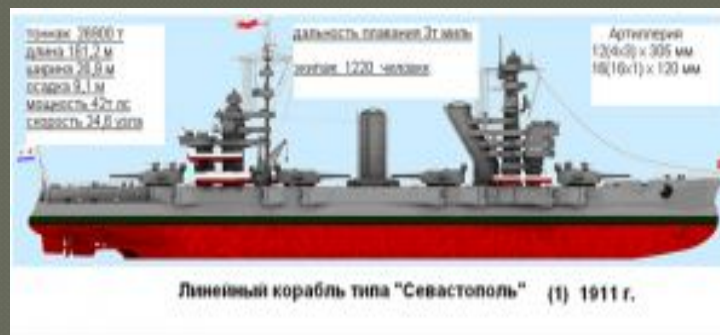 тоннаж 26900 т
длина 181,2 м
ширина 26,9 м
осадка 9,1 м
мощность 42т лс
скорость 24,6 узла
дальность плавания 3т миль
экипаж 1220 человек
Артиллерия
12(4х3) х 305 мм
16(16х1) х 120 мм
Линейный корабль типа "Севастополь" (1) 1911 г.